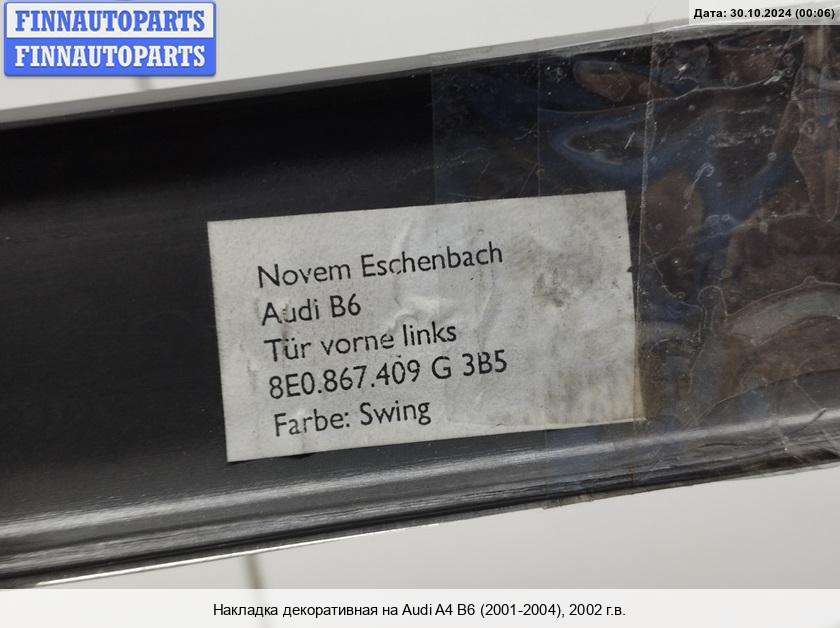 FINNAUTOPARTS
FINNAUTOPARTS
Дата: 30.10.2024 (00:06)
Novem Eschenbach
Audi B6
Tür vorne links
8E0.867.409 G 3B5
Farbe: Swing
Накладка декоративная на Audi A4 B6 (2001-2004), 2002 г.в.